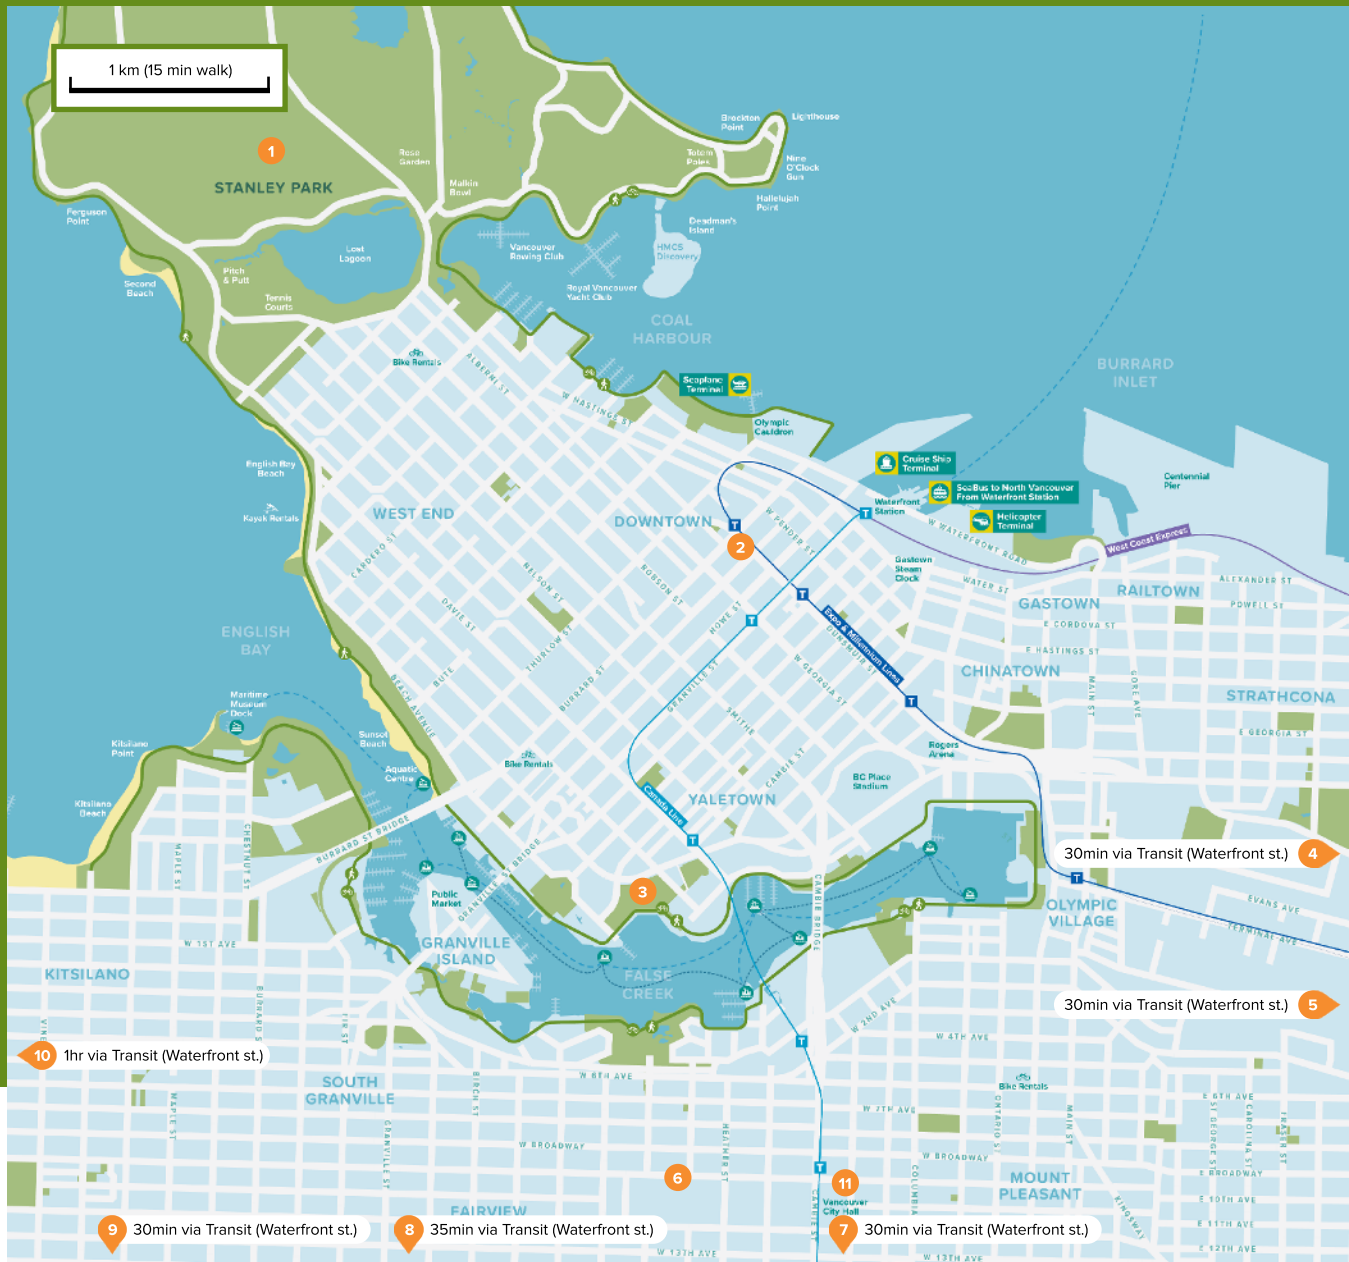 1 km (15 min walk)
1
STANLEY PARK
Rose
Garden
Malkin
Bowl
Brockton
Point
Lighthouse
Totem
Poles
Nine
O'Clock
Gun
Hallelujah
Point
Deadman's
Island
HMCS
Discovery
Vancouver
Rowing Club
Royal Vancouver
Yacht Club
Ferguson
Point
Lost
Lagoon
Pitch
& Putt
Second
Beach
Tennis
Courts
COAL
HARBOUR
BURRARD
INLET
Bike Rentals
ALBERNI ST
W HASTINGS ST
Seaplane
Terminal
Olympic
Cauldron
Cruise Ship
Terminal
SeaBus to North Vancouver
From Waterfront Station
Helicopter
Terminal
Waterfront
Station
Centennial
Pier
English Bay
Beach
Kayak Rentals
WEST END
DOWNTOWN
2
T
T
T
T
T
T
T
T
T
W PENDER ST
W WATERFRONT ROAD
West Coast Express
Gastown
Steam
Clock
WATER ST
GASTOWN
RAILTOWN
ALEXANDER ST
POWELL ST
E CORDOVA ST
E HASTINGS ST
CARDERO ST
NELSON ST
ROBSON ST
HOWE ST
DAVIE ST
THURLOW ST
BUTE
BURRARD ST
GRANVILLE ST
Expo & Millennium Lines
DUNSMUIR ST
W GEORGIA ST
SMITHE
CAMBIE ST
CHINATOWN
MAIN ST
GORE AVE
STRATHCONA
E GEORGIA ST
ENGLISH
BAY
BEACH AVENUE
Maritime
Museum
Dock
Sunset
Beach
Kitsilano
Point
Aquatic
Centre
Kitsilano
Beach
Bike Rentals
Rogers
Arena
BC Place
Stadium
YALETOWN
Canada Line
BURRARD ST BRIDGE
GRANVILLE ST BRIDGE
CAMBIE BRIDGE
MAPLE ST
CHESTNUT ST
Public
Market
3
30min via Transit (Waterfront st.)
4
OLYMPIC
VILLAGE
EVANS AVE
TERMINAL AVE
W 1ST AVE
GRANVILLE
ISLAND
KITSILANO
FALSE
CREEK
W 2ND AVE
30min via Transit (Waterfront st.)
5
VINE
BURRARD S
FIR ST
W 4TH AVE
10
1hr via Transit (Waterfront st.)
SOUTH
GRANVILLE
W 6TH AVE
BIRCH ST
Bike Rentals
MAPLE ST
GRANVILLE ST
HEATHER ST
W 7TH AVE
ONTARIO ST
MAIN ST
E 6TH AVE
ST GEORGE ST
CAROLINA ST
FRASER ST
W BROADWAY
W BROADWAY
E BROADWAY
6
11
Vancouver
City Hall
CAMBIE ST
COLUMBIA
MOUNT
PLEASANT
KINGSWAY
E 10TH AVE
E 11TH AVE
E 12TH AVE
FAIRVIEW
9
30min via Transit (Waterfront st.)
8
35min via Transit (Waterfront st.)
7
30min via Transit (Waterfront st.)
W 13TH AVE
W 13TH AVE